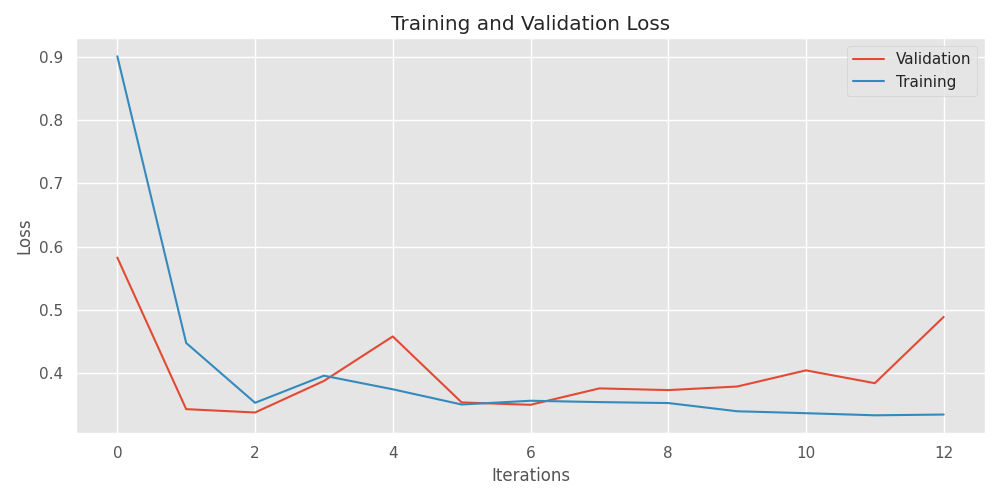 Training and Validation Loss
Validation
Training
Loss
0.9
0.8
0.7
0.6
0.5
0.4
0 2 4 6 8 10 12
Iterations